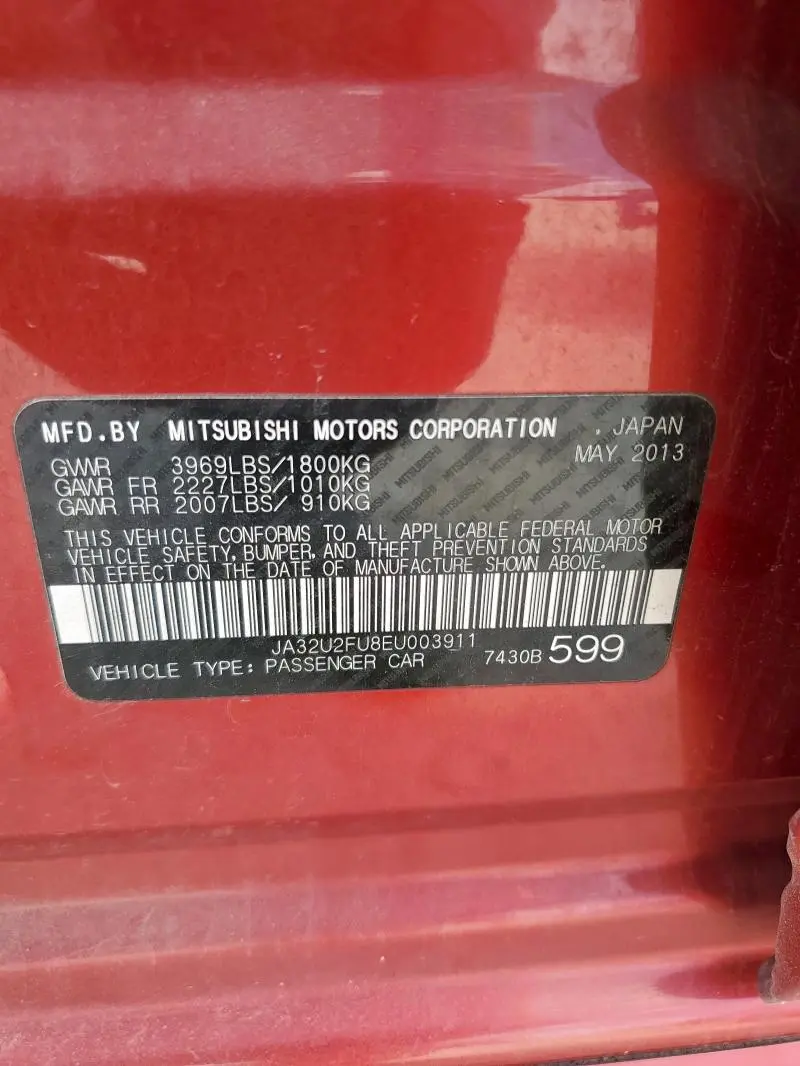 MFD.BY MITSUBISHI MOTORS CORPORATION , JAPAN
MAY 2013
GVWR 3969LBS/1800KG
GAWR FR 2227LBS/1010KG
GAWR RR 2007LBS/ 910KG
THIS VEHICLE CONFORMS TO ALL APPLICABLE FEDERAL MOTOR
VEHICLE SAFETY, BUMPER, AND THEFT PREVENTION STANDARDS
IN EFFECT ON THE DATE OF MANUFACTURE SHOWN ABOVE.
JA32U2FU8EU003911
VEHICLE TYPE: PASSENGER CAR 7430B 599